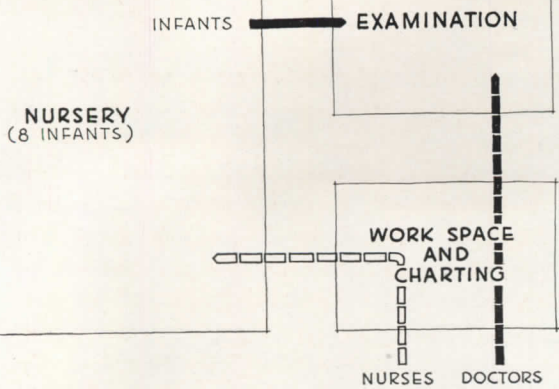 INFANTS
EXAMINATION
NURSERY
(8 INFANTS)
WORK SPACE
AND
CHARTING
NURSES
DOCTORS